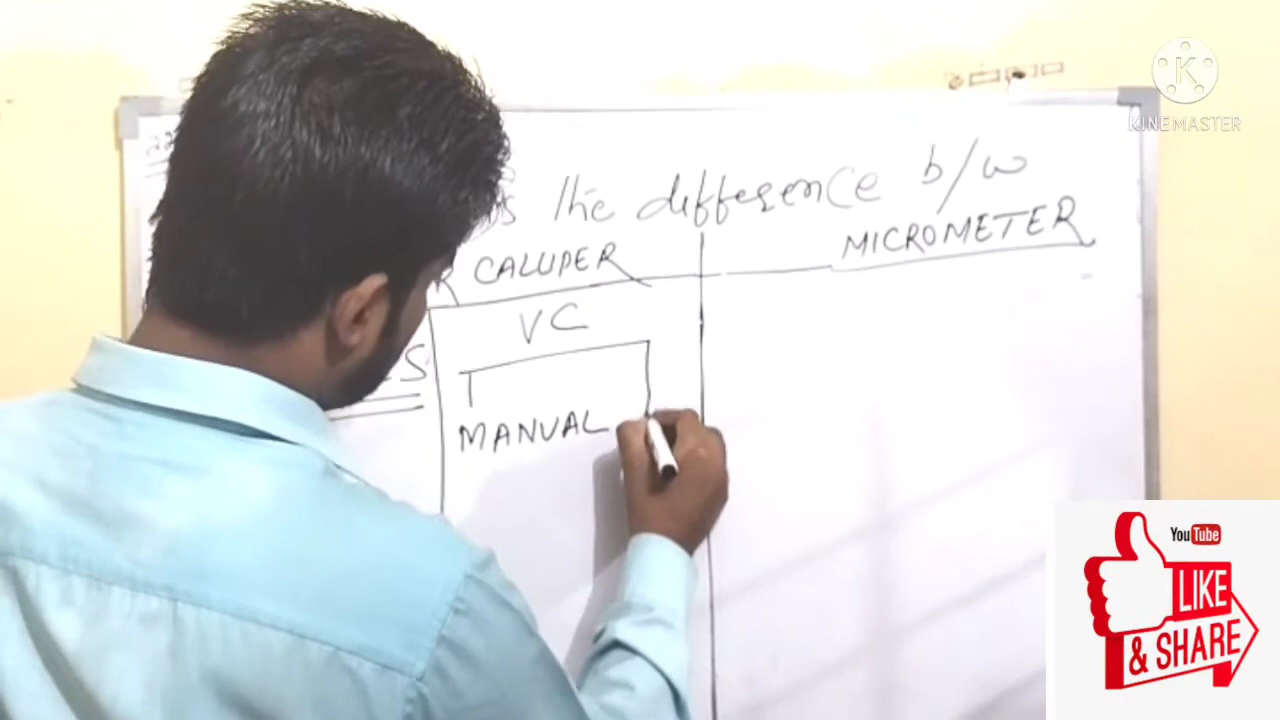 KINEMASTER
the difference b/w
CALUPER
MICROMETER
VC
MANUAL
YouTube
LIKE
& SHARE